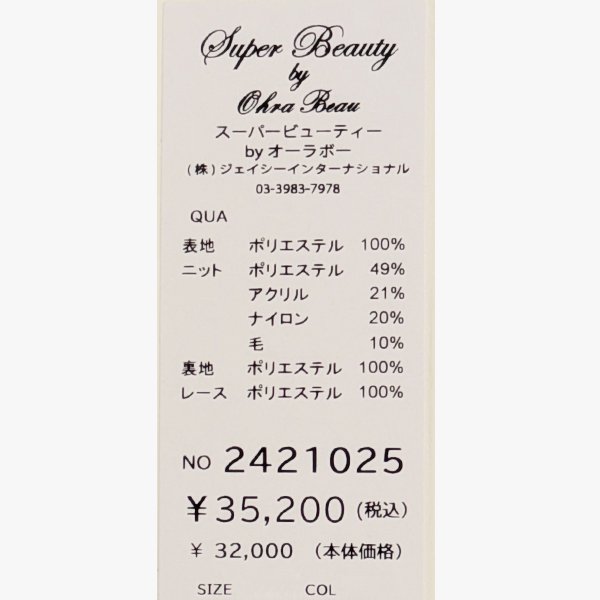 Super Beauty
by
Ohra Beau
スーパービューティー
by オーラボー
(株)ジェイシーインターナショナル
03-3983-7978
QUA
表地 ポリエステル 100%
ニット ポリエステル 49%
アクリル 21%
ナイロン 20%
毛 10%
裏地 ポリエステル 100%
レース ポリエステル 100%
NO 2421025
¥35,200 (税込)
¥ 32,000 (本体価格)
SIZE COL